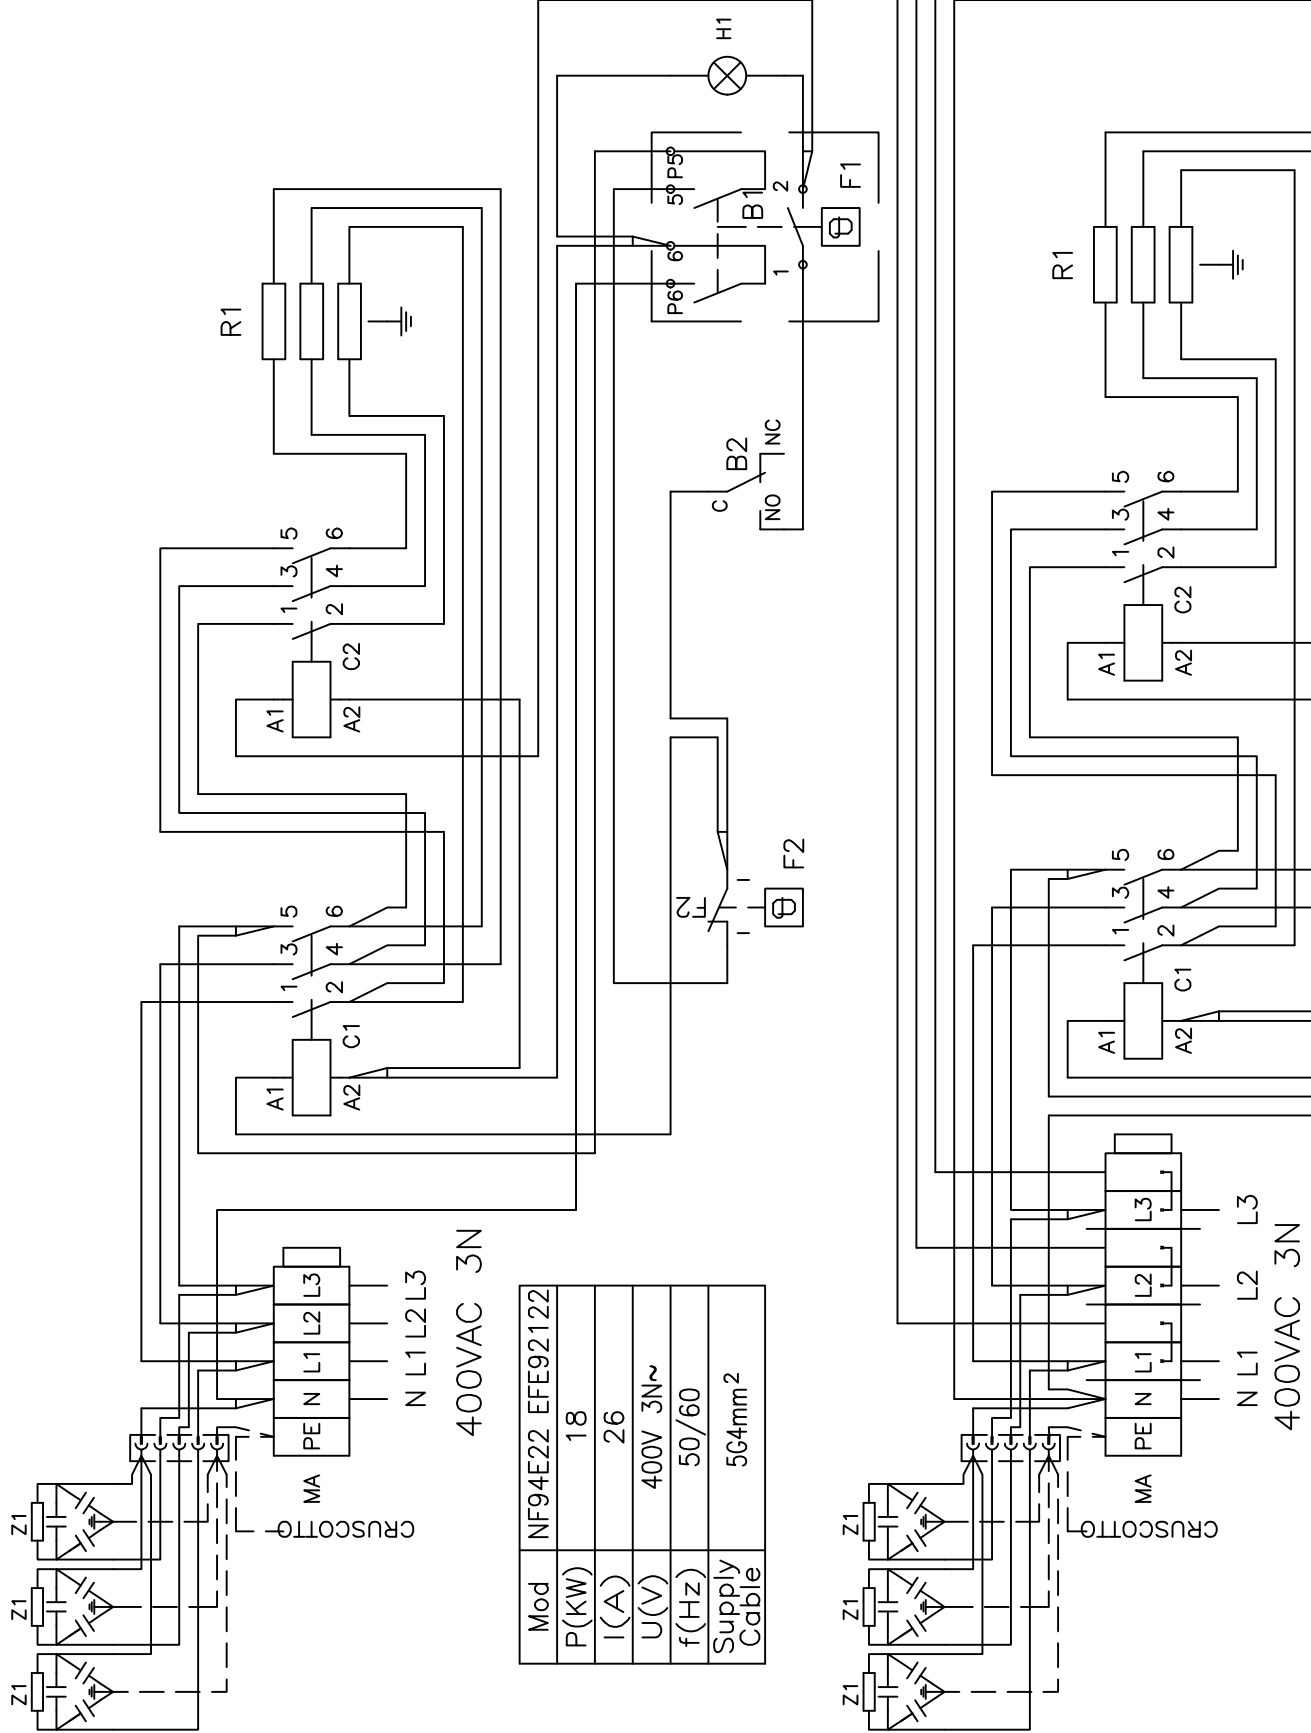 H1
P5
5
6
P6
B1
2
1
F1
R1
B2
C
NC
NO
5
3
1
6
4
2
A1
A2
C2
F2
F2
5
3
1
6
4
2
A1
A2
C1
L3
L2
L1
N
PE
MA
N L1 L2 L3
400VAC 3N
CRUSCOTTO
Z1
Z1
Z1
Mod NF94E22 EFE92122
P(KW) 18
I(A) 26
U(V) 400V 3N~
f(Hz) 50/60
Supply Cable 5G4mm²
R1
5
3
1
6
4
2
A1
A2
C2
5
3
1
6
4
2
A1
A2
C1
L3
L2
L1
N
PE
MA
N L1 L2 L3
400VAC 3N
CRUSCOTTO
Z1
Z1
Z1